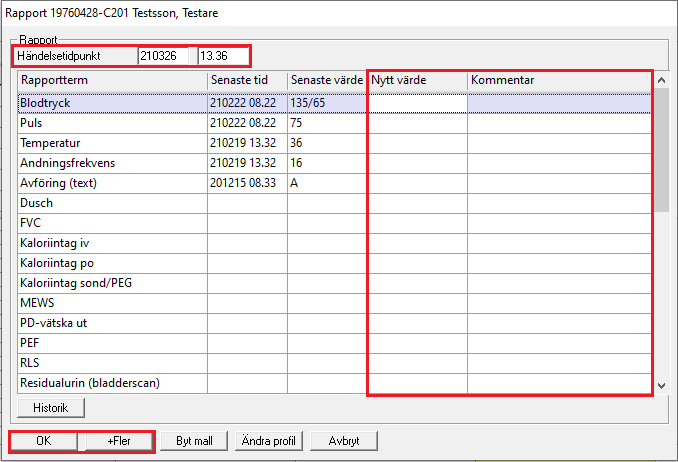 Rapport 19760428-C201 Testsson, Testare
Rapport
Händelsetidpunkt 210326 13.36
Rapportterm Senaste tid Senaste värde Nytt värde Kommentar
Blodtryck 210222 08.22 135/65
Puls 210222 08.22 75
Temperatur 210219 13.32 36
Andningsfrekvens 210219 13.32 16
Avföring (text) 201215 08.33 A
Dusch
FVC
Kaloriintag iv
Kaloriintag po
Kaloriintag sond/PEG
MEWS
PD-vätska ut
PEF
RLS
Residualurin (bladderscan)
Historik
OK +Fler Byt mall Ändra profil Avbryt